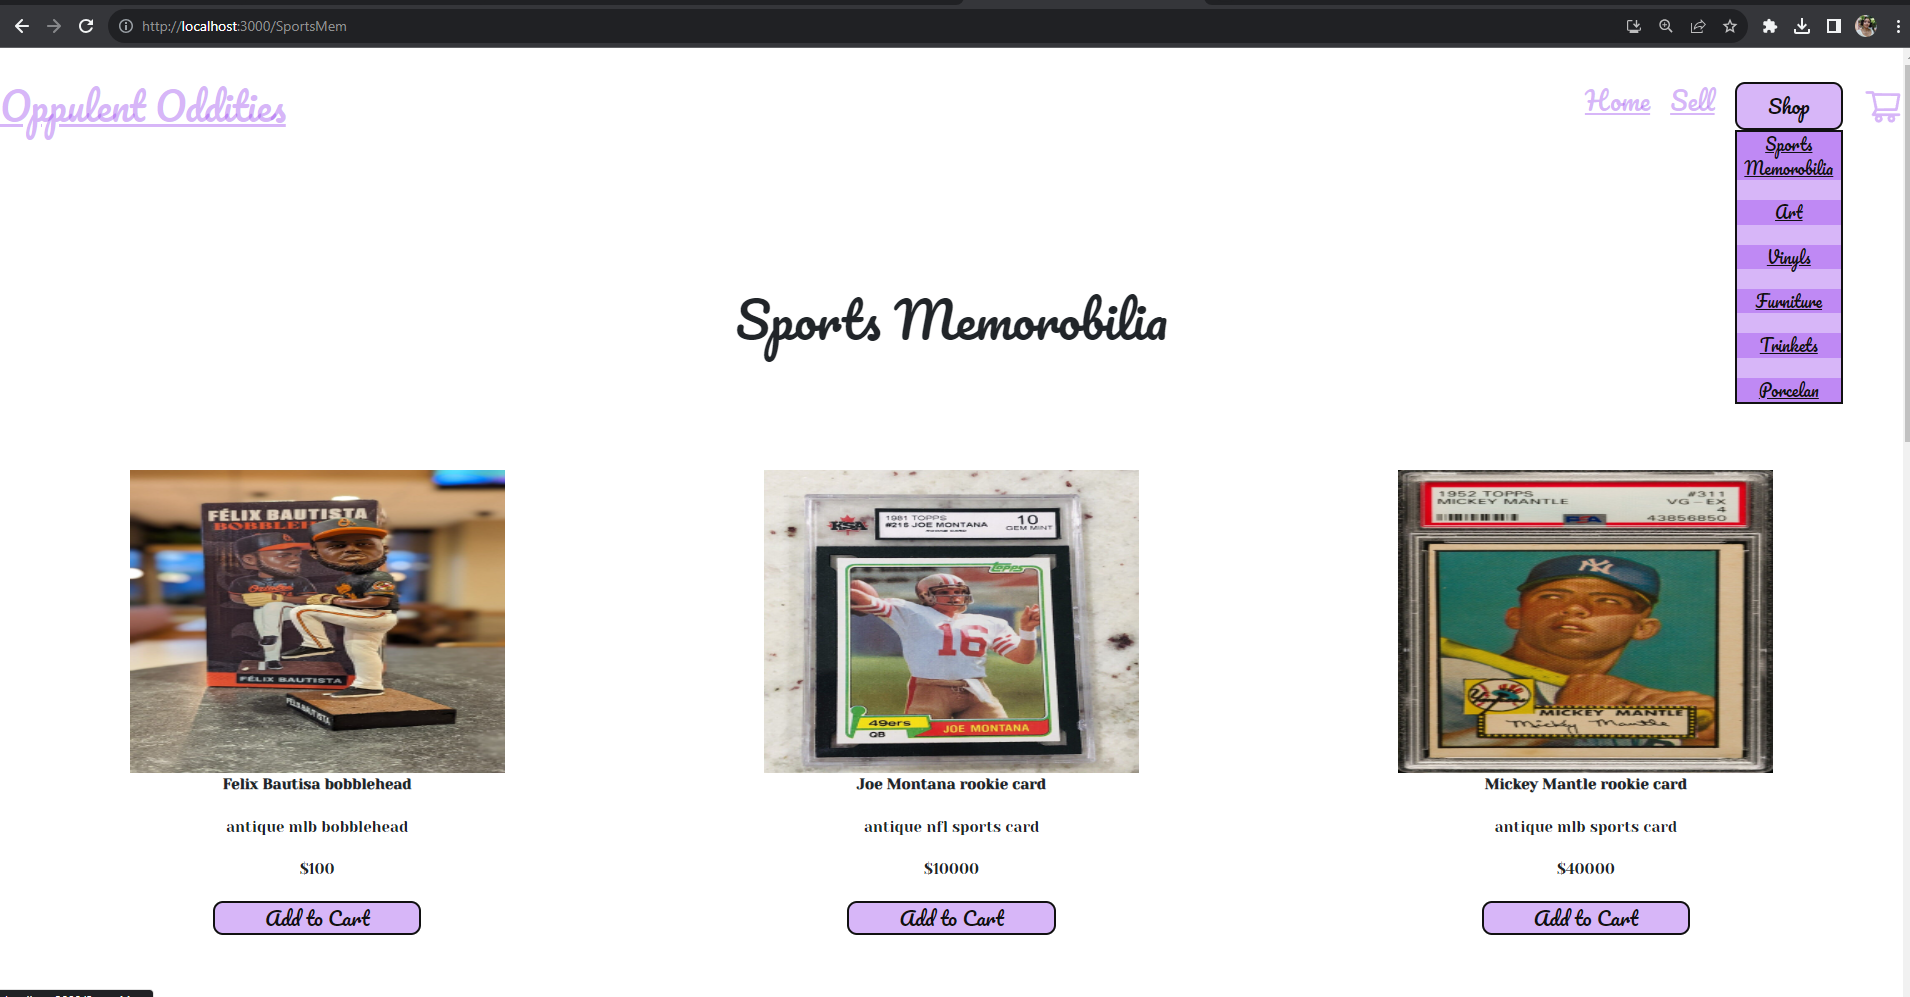 http://localhost:3000/SportsMem
Oppulent Oddities
Home
Sell
Shop
Sports
Memorobilia
Art
Vinyls
Furniture
Trinkets
Porcelan
Sports Memorobilia
FÉLIX BAUTISTA
FÉLIX BAUTISTA
FÉLIX BAUTISTA
Felix Bautisa bobblehead
antique mlb bobblehead
$100
Add to Cart
KSA
1981 TOPPS
#216 JOE MONTANA
10
GEM MINT
topps
16
49ers
QB
JOE MONTANA
Joe Montana rookie card
antique nfl sports card
$10000
Add to Cart
1952 TOPPS
MICKEY MANTLE
#311
VG - EX
4
PSA
43856850
NY
MICKEY MANTLE
Mickey Mantle
Mickey Mantle rookie card
antique mlb sports card
$40000
Add to Cart